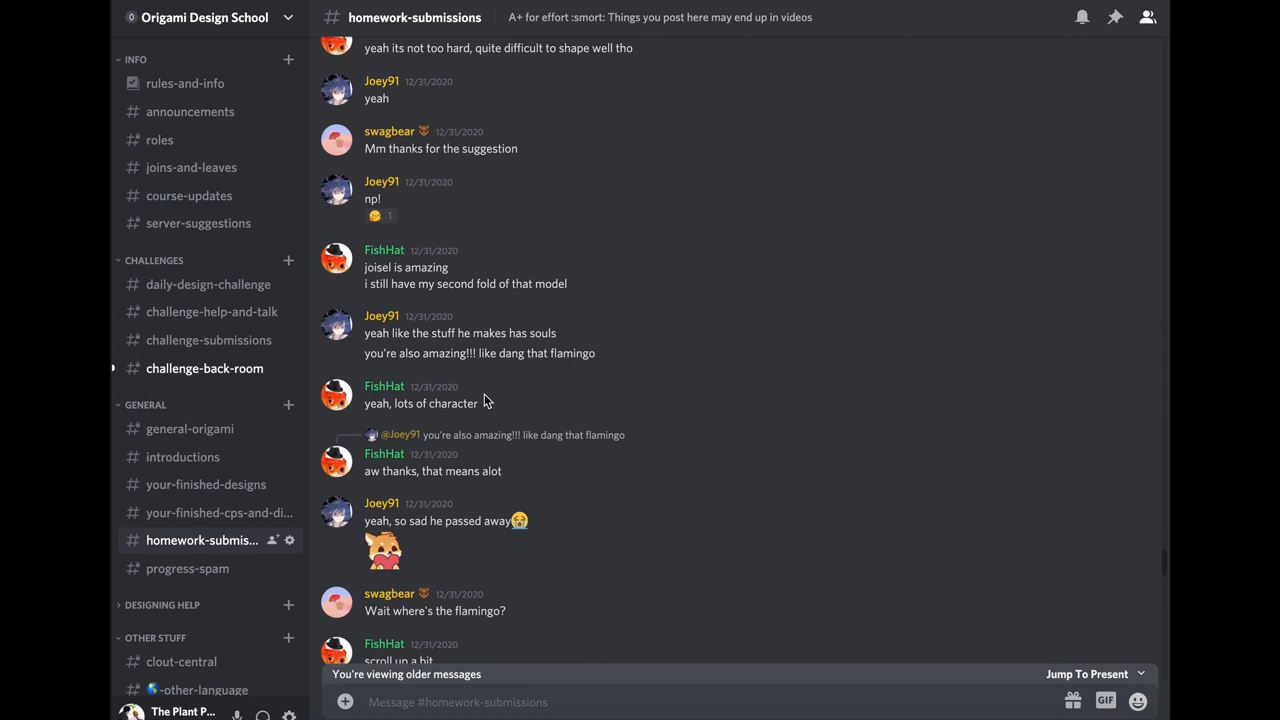 Origami Design School
INFO
rules-and-info
# announcements
# roles
# joins-and-leaves
# course-updates
# server-suggestions
CHALLENGES
# daily-design-challenge
# challenge-help-and-talk
# challenge-submissions
# challenge-back-room
GENERAL
# general-origami
# introductions
# your-finished-designs
# your-finished-cps-and-di...
# homework-submis...
# progress-spam
DESIGNING HELP
OTHER STUFF
# clout-central
# 🌎-other-language
The Plant P...
# homework-submissions
A+ for effort :smort: Things you post here may end up in videos
yeah its not too hard, quite difficult to shape well tho
Joey91 12/31/2020
yeah
swagbear 12/31/2020
Mm thanks for the suggestion
Joey91 12/31/2020
np!
1
FishHat 12/31/2020
joisel is amazing
i still have my second fold of that model
Joey91 12/31/2020
yeah like the stuff he makes has souls
you're also amazing!!! like dang that flamingo
FishHat 12/31/2020
yeah, lots of character
@Joey91 you're also amazing!!! like dang that flamingo
FishHat 12/31/2020
aw thanks, that means alot
Joey91 12/31/2020
yeah, so sad he passed away😭
swagbear 12/31/2020
Wait where's the flamingo?
FishHat 12/31/2020
scroll up a bit
You're viewing older messages
Jump To Present
Message #homework-submissions
GIF